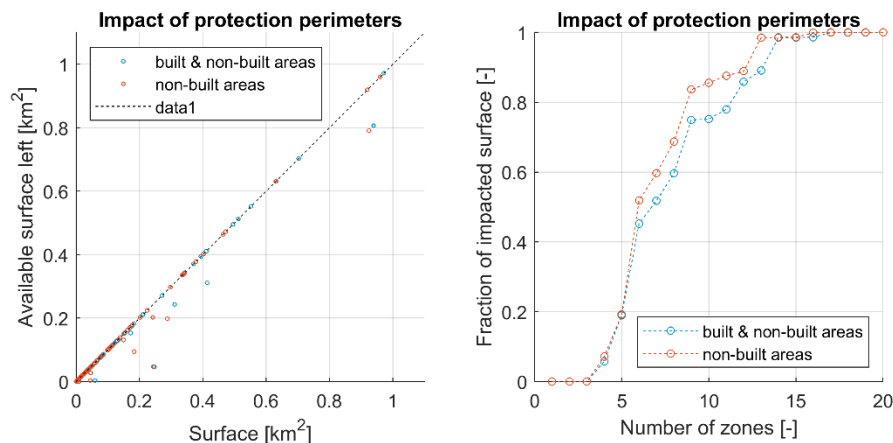 Impact of protection perimeters
built & non-built areas
non-built areas
data1
Available surface left [km²]
1
0.8
0.6
0.4
0.2
0
0 0.2 0.4 0.6 0.8 1
Surface [km²]
Impact of protection perimeters
Fraction of impacted surface [-]
1
0.8
0.6
0.4
0.2
0
built & non-built areas
non-built areas
0 5 10 15 20
Number of zones [-]